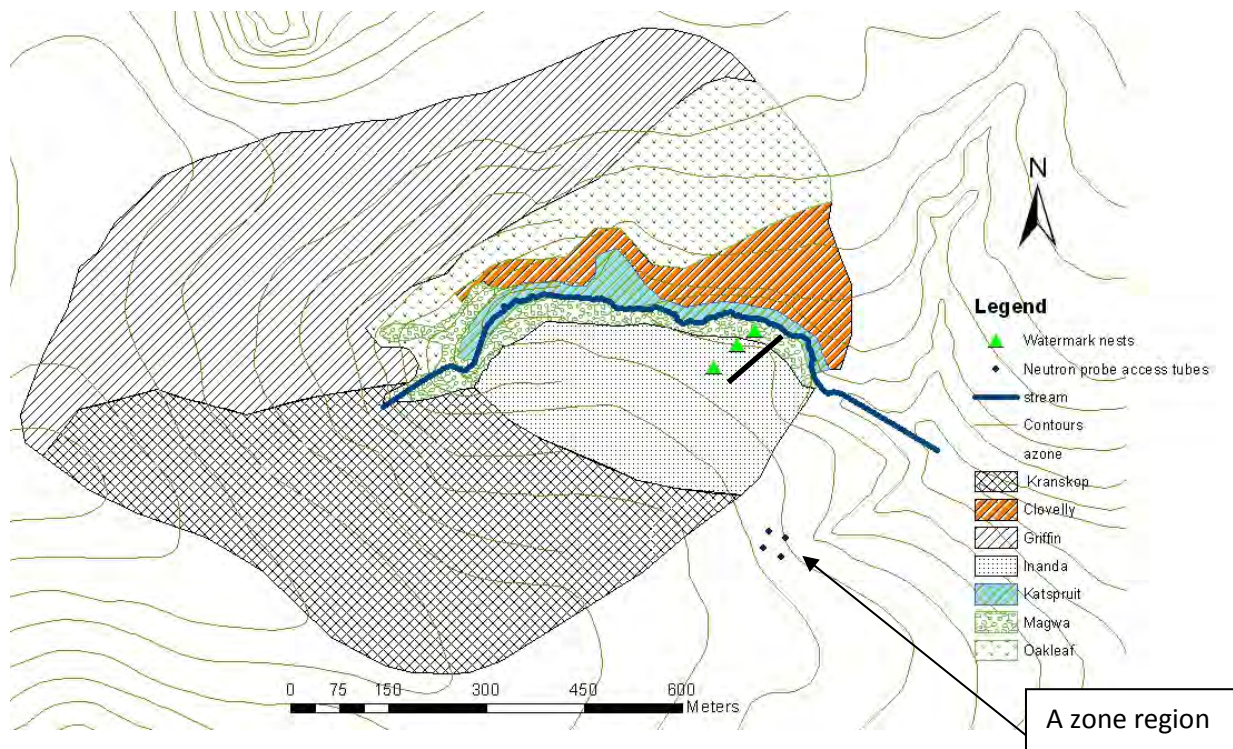 N
Legend
Watermark nests
Neutron probe access tubes
stream
Contours
azone
Kranskop
Clovelly
Griffin
Inanda
Katspruit
Magwa
Oakleaf
0 75 150 300 450 600
Meters
A zone region